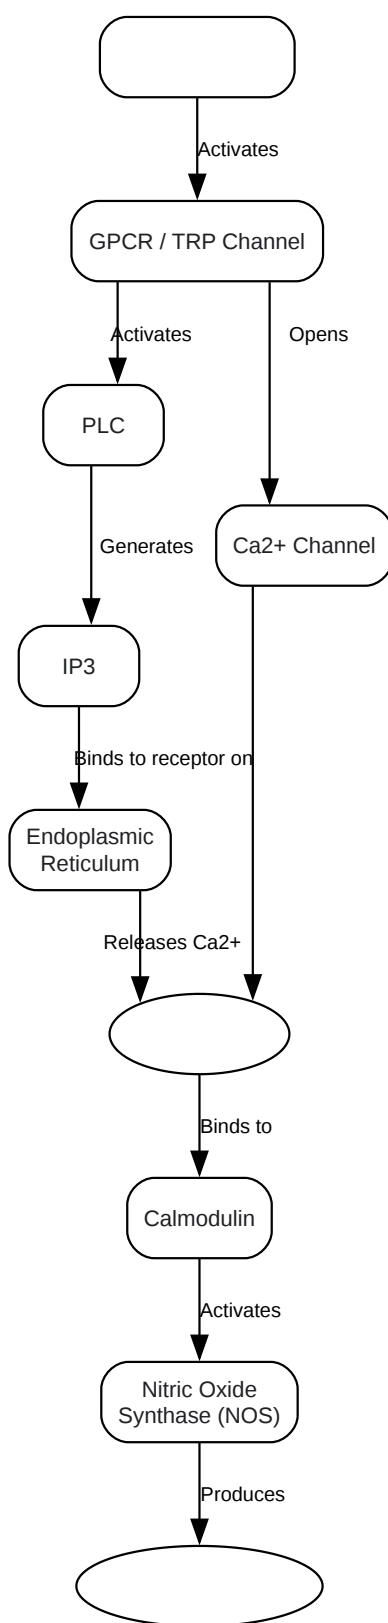 Activates
GPCR / TRP Channel
Activates
Opens
PLC
Generates
Ca2+ Channel
IP3
Binds to receptor on
Endoplasmic
Reticulum
Releases Ca2+
Binds to
Calmodulin
Activates
Nitric Oxide
Synthase (NOS)
Produces